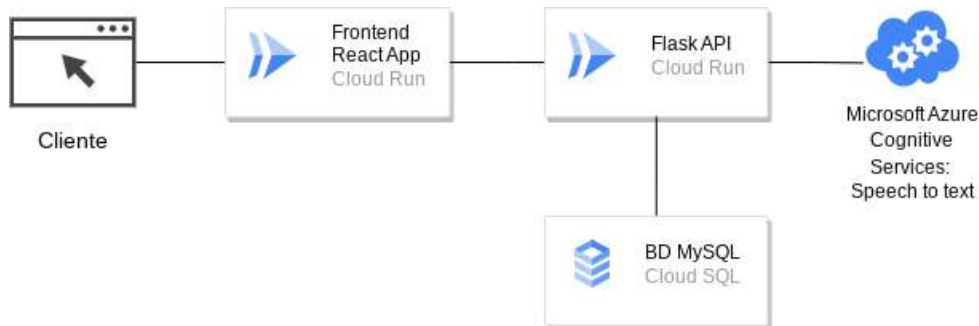 Cliente
Frontend
React App
Cloud Run
Flask API
Cloud Run
Microsoft Azure
Cognitive
Services:
Speech to text
BD MySQL
Cloud SQL